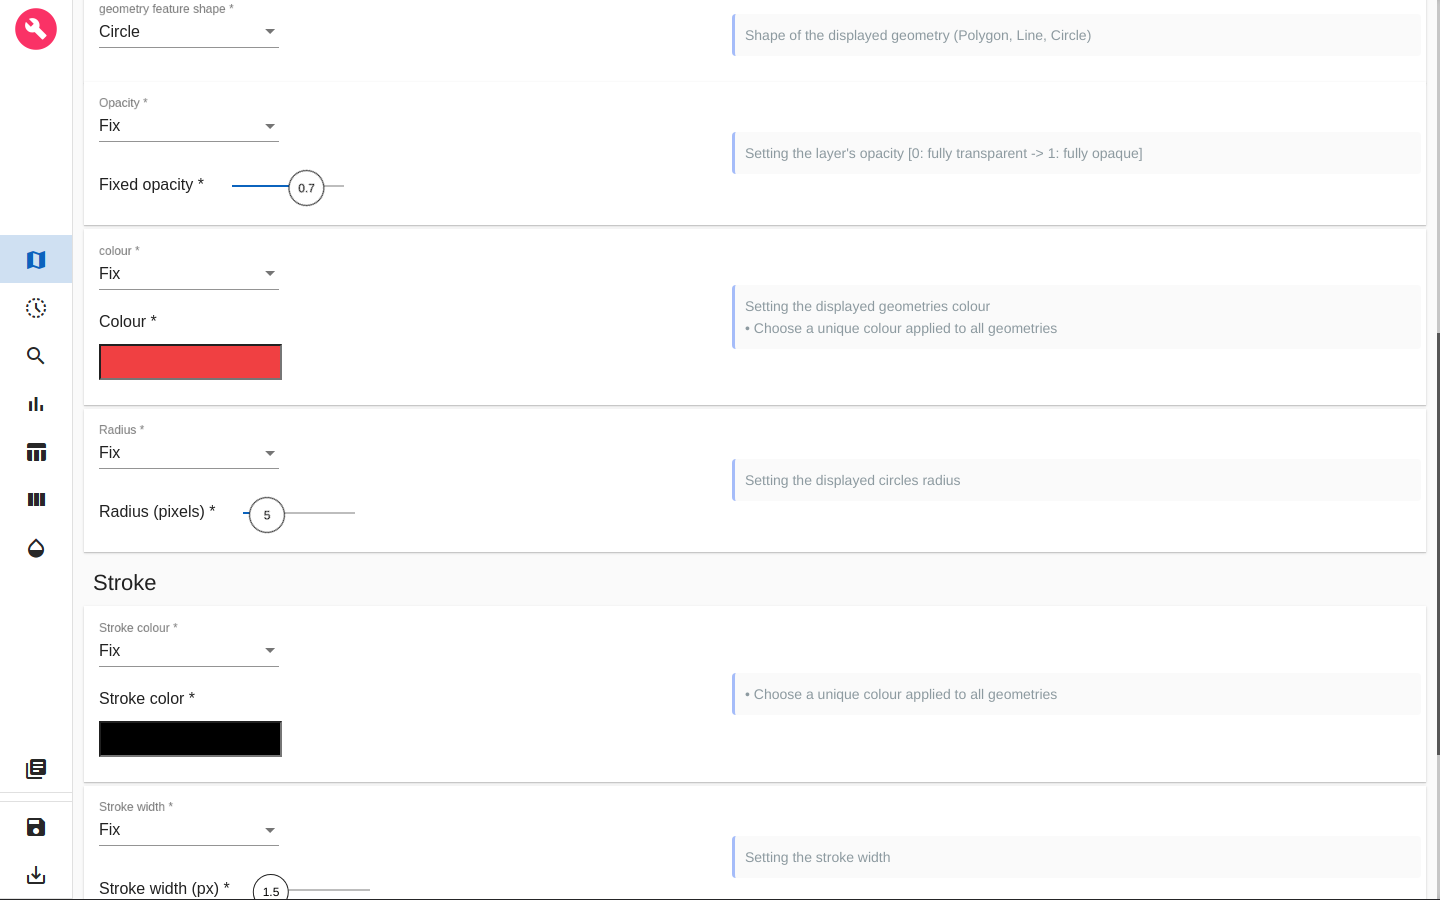 geometry feature shape *
Circle
Shape of the displayed geometry (Polygon, Line, Circle)
Opacity *
Fix
Setting the layer's opacity [0: fully transparent -> 1: fully opaque]
Fixed opacity *
0.7
colour *
Fix
Setting the displayed geometries colour
• Choose a unique colour applied to all geometries
Colour *
Radius *
Fix
Setting the displayed circles radius
Radius (pixels) *
5
Stroke
Stroke colour *
Fix
• Choose a unique colour applied to all geometries
Stroke color *
Stroke width *
Fix
Setting the stroke width
Stroke width (px) *
1.5